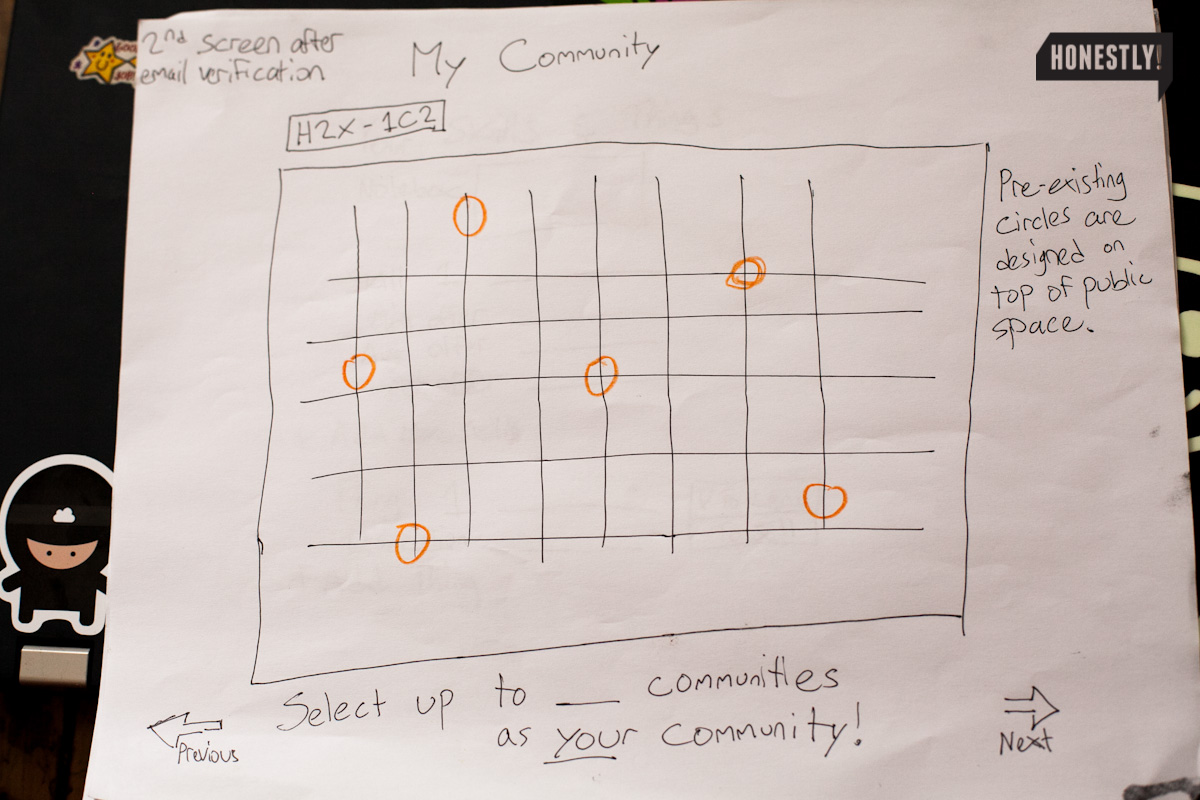 2nd screen after
email verification
My Community
HONESTLY!
H2X-1C2
Pre-existing
circles are
designed on
top of public
space.
Select up to __ communities
as your community!
Previous
Next